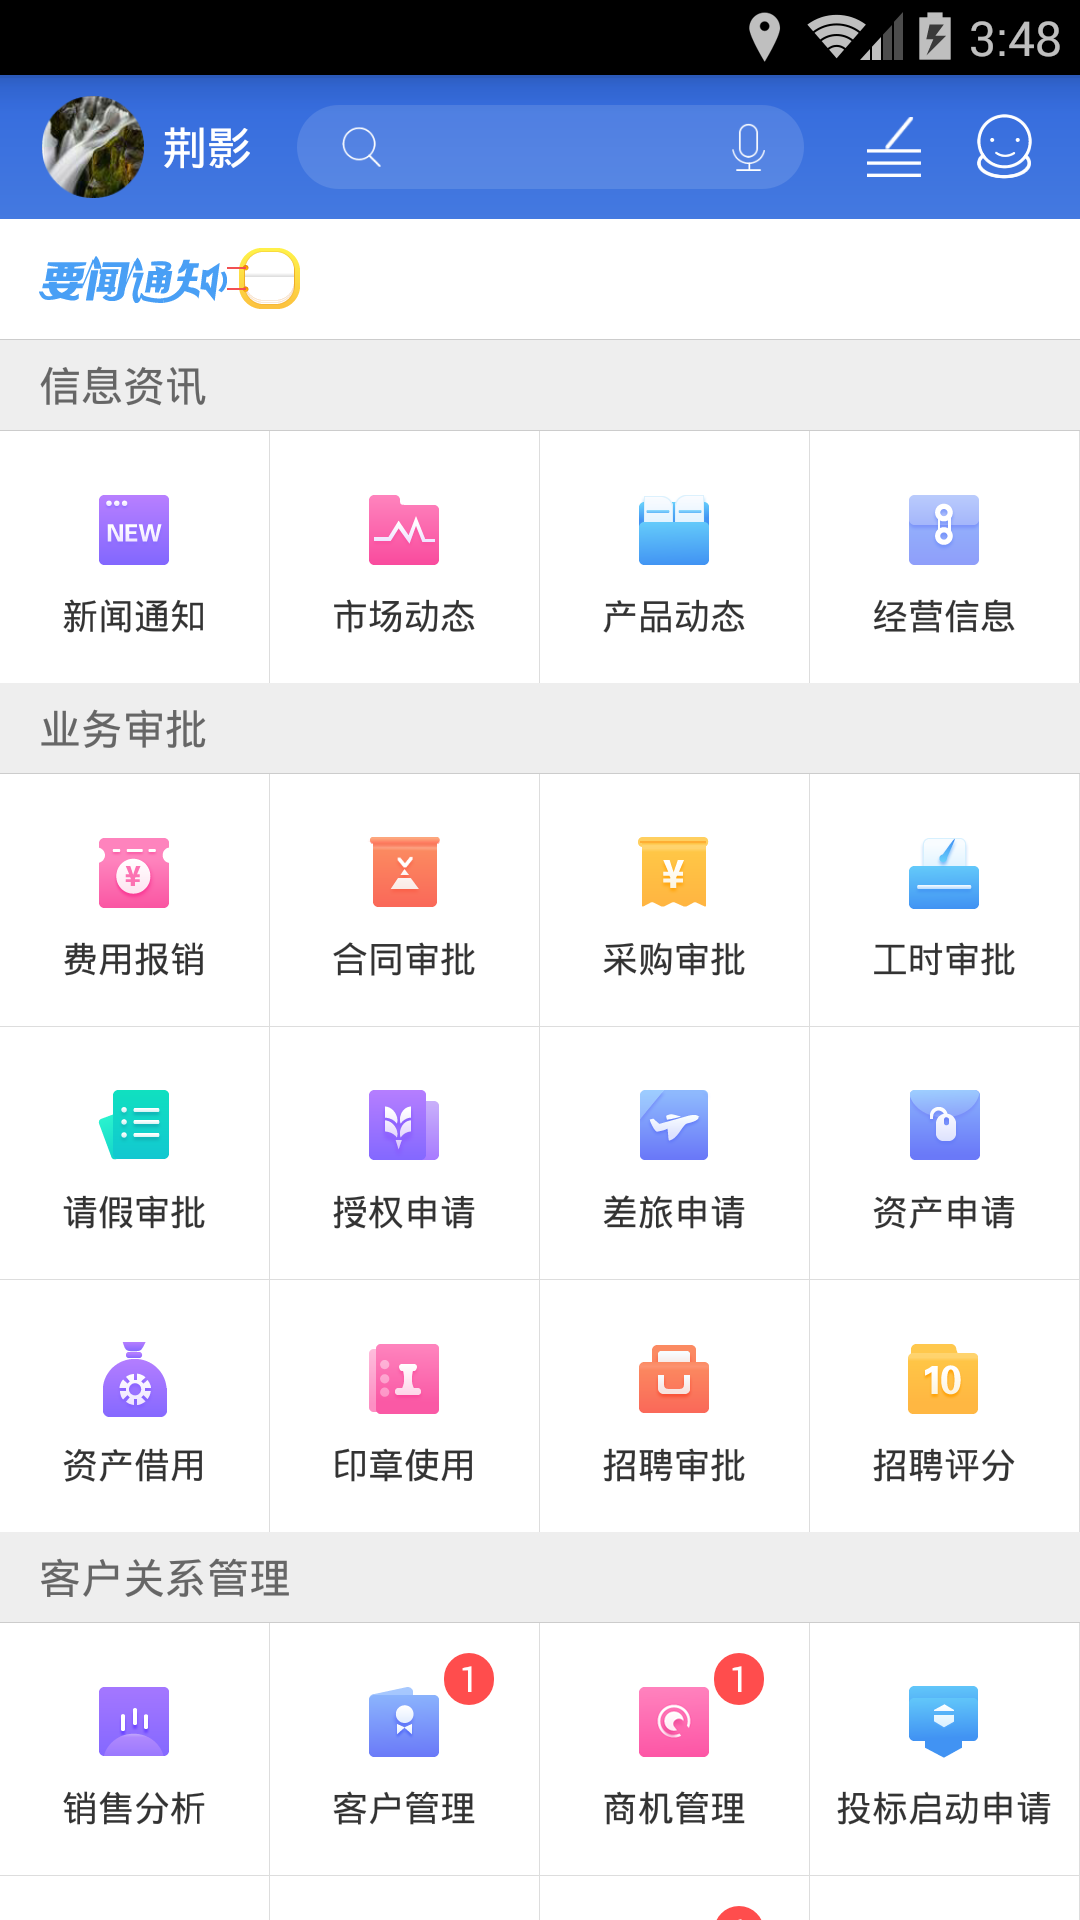 3:48
荆影
要闻通知
信息资讯
NEW
新闻通知 市场动态 产品动态 经营信息
业务审批
¥ ¥
费用报销 合同审批 采购审批 工时审批
请假审批 授权申请 差旅申请 资产申请
10
资产借用 印章使用 招聘审批 招聘评分
客户关系管理
1 1
销售分析 客户管理 商机管理 投标启动申请